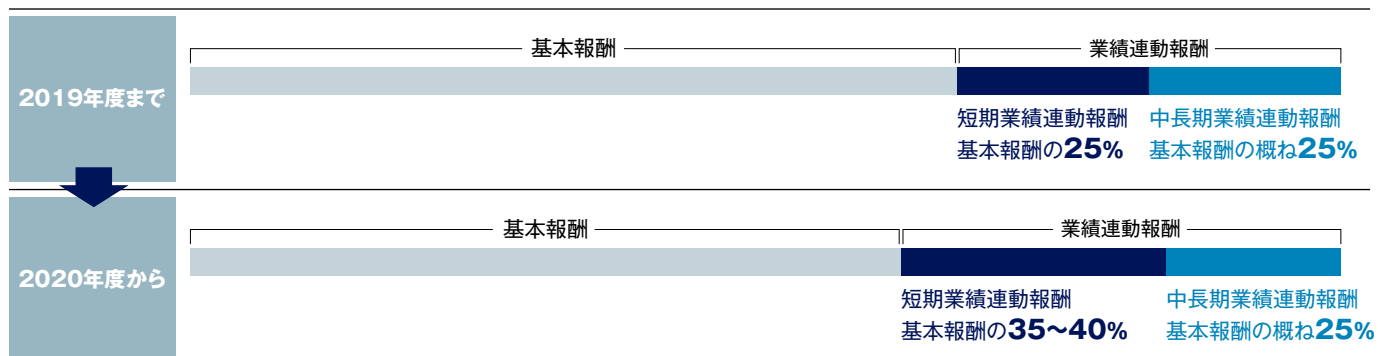 基本報酬
業績連動報酬
2019年度まで
短期業績連動報酬
基本報酬の25%
中長期業績連動報酬
基本報酬の概ね25%
基本報酬
業績連動報酬
2020年度から
短期業績連動報酬
基本報酬の35〜40%
中長期業績連動報酬
基本報酬の概ね25%